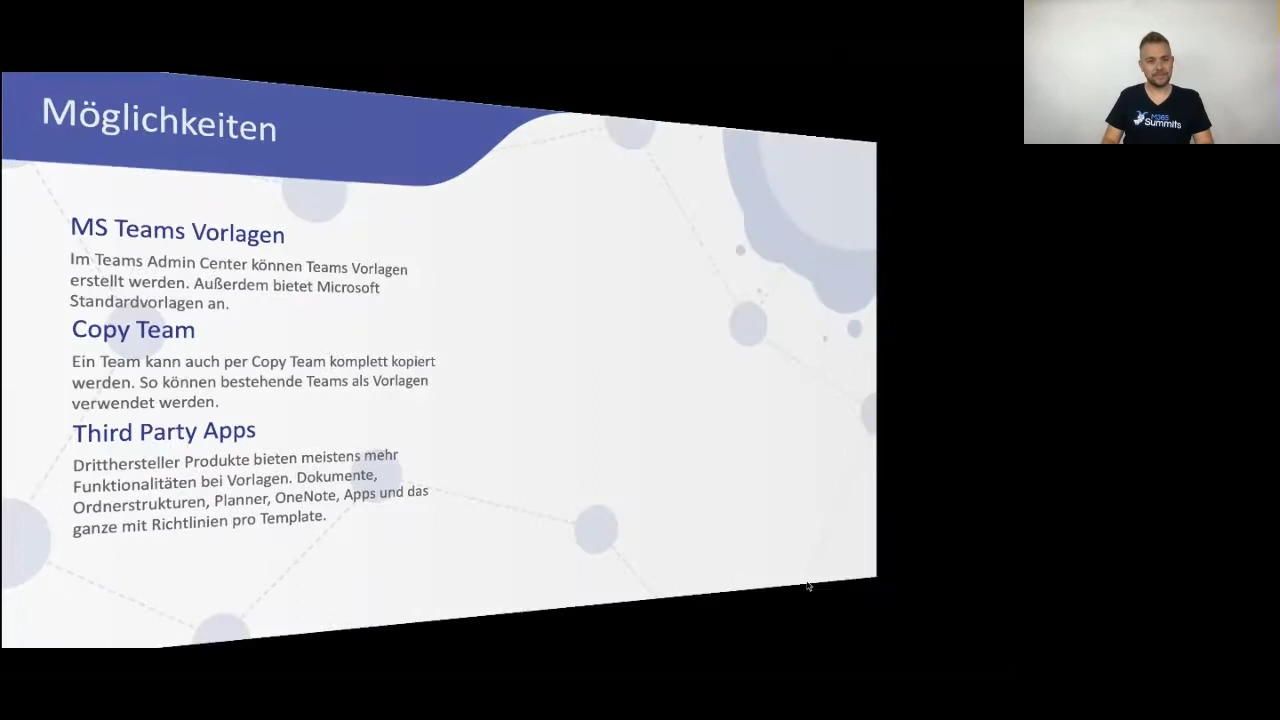 Möglichkeiten
MS Teams Vorlagen
Im Teams Admin Center können Teams Vorlagen
erstellt werden. Außerdem bietet Microsoft
Standardvorlagen an.
Copy Team
Ein Team kann auch per Copy Team komplett kopiert
werden. So können bestehende Teams als Vorlagen
verwendet werden.
Third Party Apps
Dritthersteller Produkte bieten meistens mehr
Funktionalitäten bei Vorlagen. Dokumente,
Ordnerstrukturen, Planner, OneNote, Apps und das
ganze mit Richtlinien pro Template.
M365
Summits